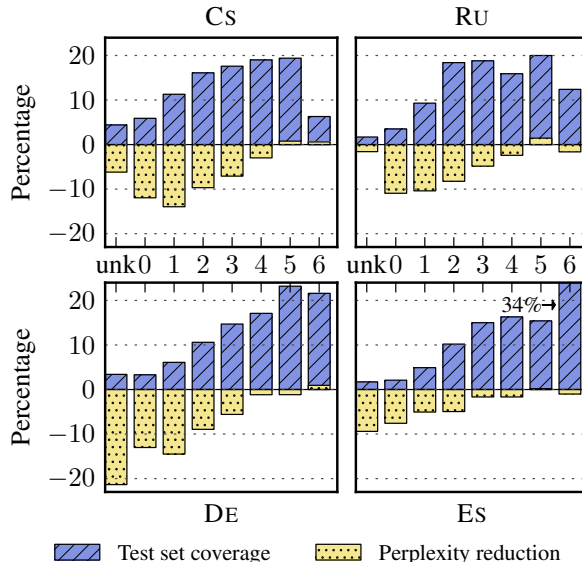 Cs Ru
Percentage
20
10
0
−10
−20
unk 0 1 2 3 4 5 6 unk 0 1 2 3 4 5 6
Percentage
20
10
0
−10
−20
34%→
De Es
Test set coverage Perplexity reduction